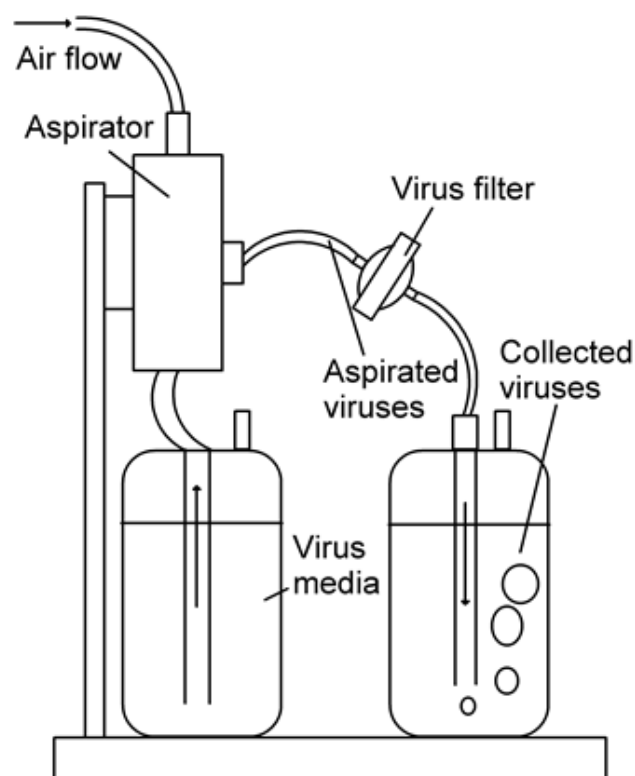 Air flow
Aspirator
Virus filter
Aspirated
viruses
Collected
viruses
Virus
media